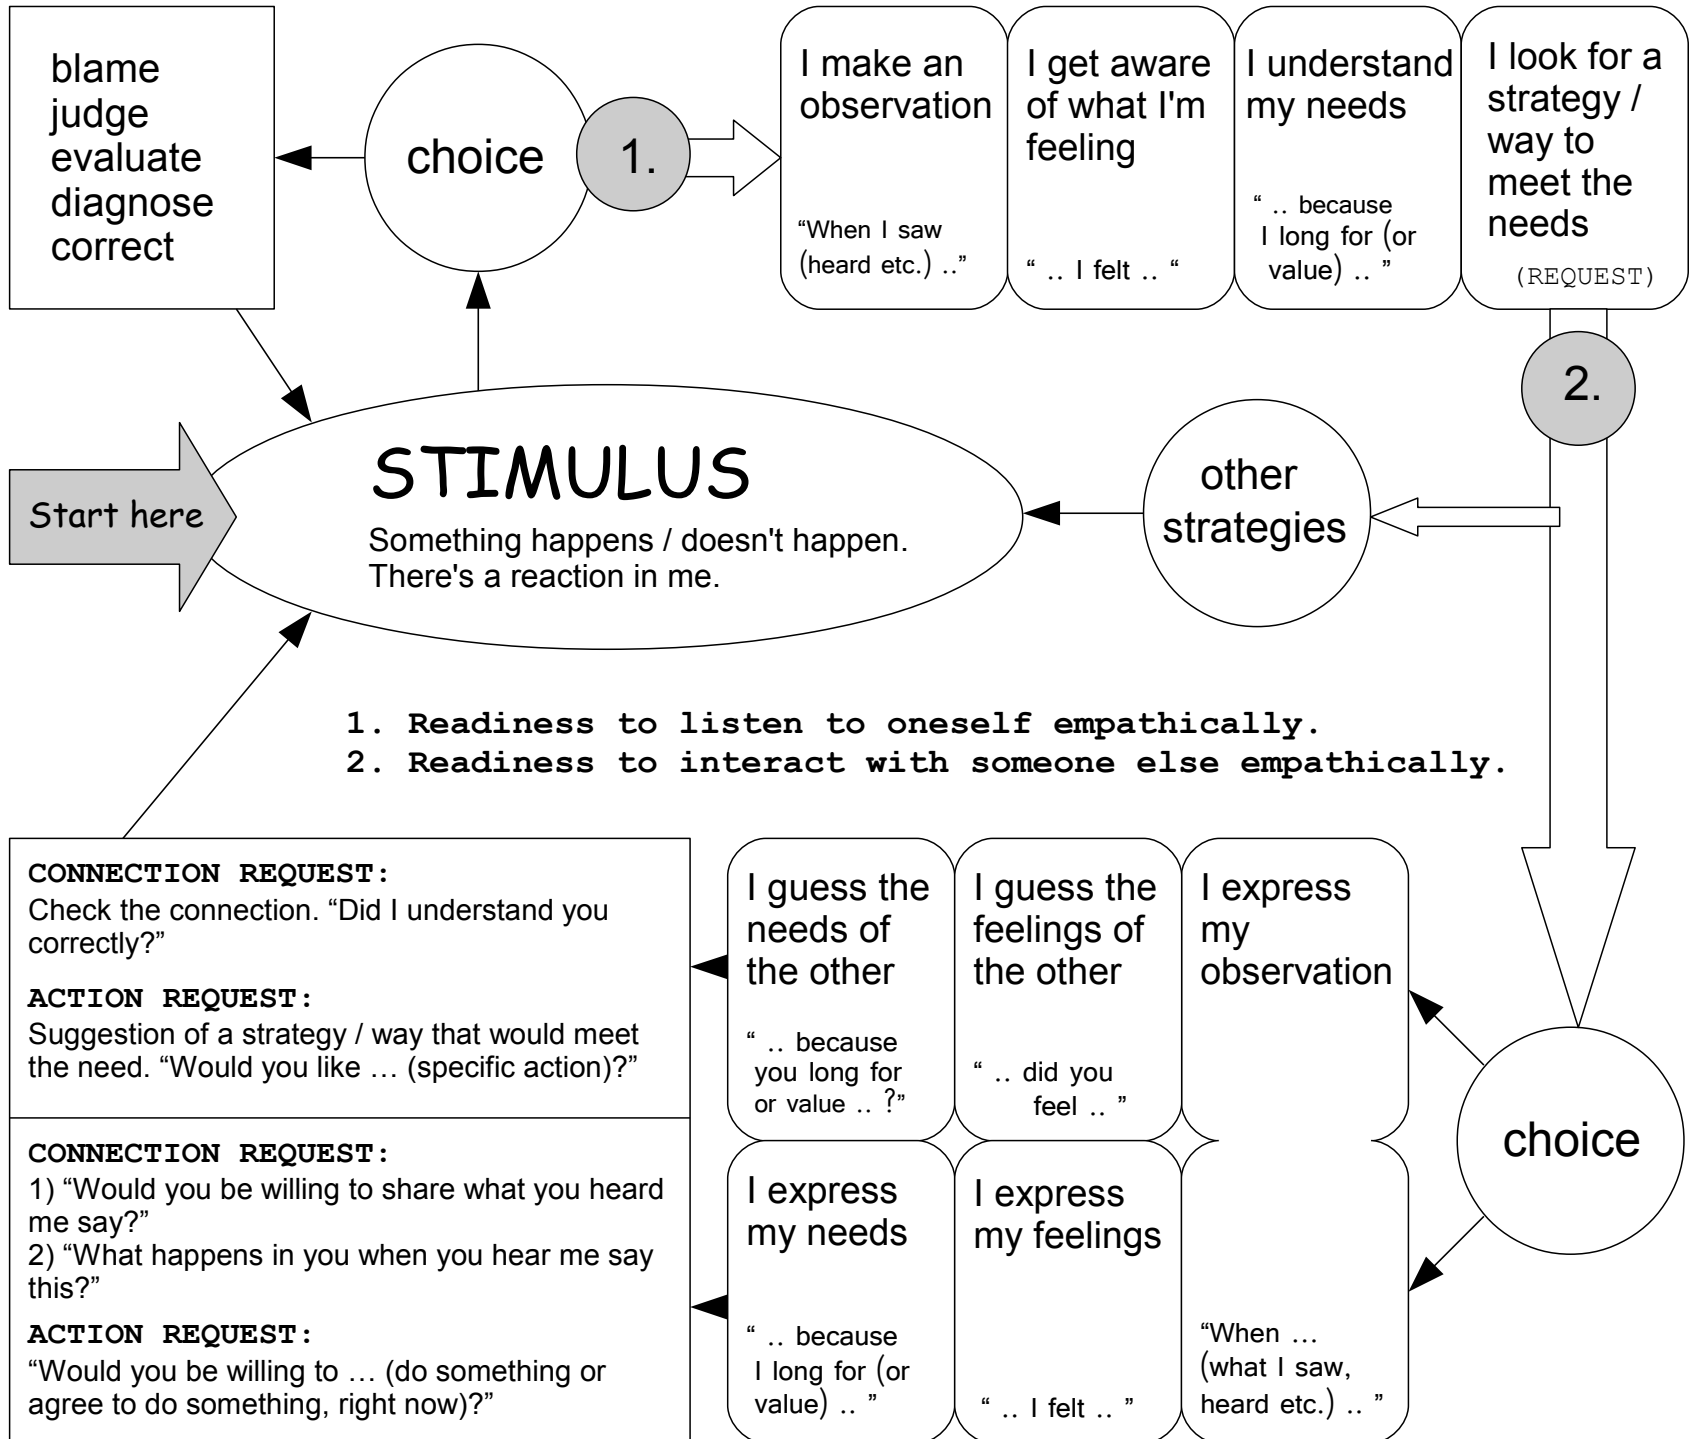 blame
judge
evaluate
diagnose
correct
choice
1.
I make an
observation
“When I saw
(heard etc.) ..”
I get aware
of what I'm
feeling
“ .. I felt .. “
I understand
my needs
“ .. because
I long for (or
value) .. ”
I look for a
strategy /
way to
meet the
needs
(REQUEST)
2.
Start here
STIMULUS
Something happens / doesn't happen.
There's a reaction in me.
other
strategies
1. Readiness to listen to oneself empathically.
2. Readiness to interact with someone else empathically.
CONNECTION REQUEST:
Check the connection. “Did I understand you
correctly?”
ACTION REQUEST:
Suggestion of a strategy / way that would meet
the need. “Would you like … (specific action)?”
CONNECTION REQUEST:
1) “Would you be willing to share what you heard
me say?”
2) “What happens in you when you hear me say
this?”
ACTION REQUEST:
“Would you be willing to … (do something or
agree to do something, right now)?”
I guess the
needs of
the other
“ .. because
you long for
or value .. ?”
I guess the
feelings of
the other
“ .. did you
feel .. ”
I express
my
observation
I express
my needs
“ .. because
I long for (or
value) .. ”
I express
my feelings
“ .. I felt .. ”
“When …
(what I saw,
heard etc.) .. ”
choice